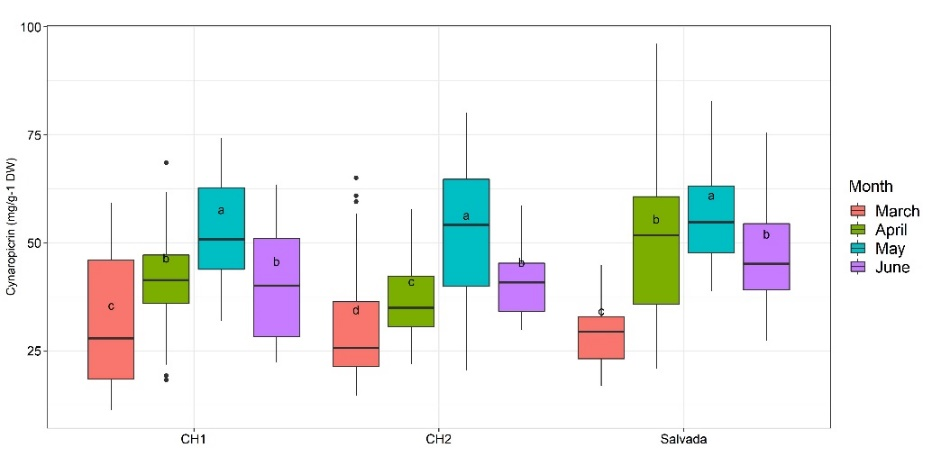 100
75
50
25
Cynaropicrin (mg/g-1 DW)
c
b
a
b
d
c
a
b
c
b
a
b
CH1
CH2
Salvada
Month
March
April
May
June